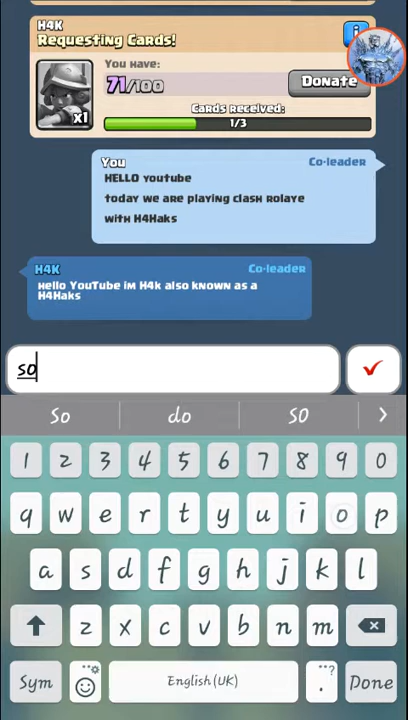 H4K
Requesting Cards!
i
You have:
71/100
Donate
x1
Cards received:
1/3
You Co-leader
HELLO youtube
today we are playing clash rolaye
with H4Haks
H4K Co-leader
Hello YouTube im H4k also known as a
H4Haks
so
So do SO >
1 2 3 4 5 6 7 8 9 0
q w e r t y u i o p
a s d f g h j k l
z x c v b n m
Sym English (UK) . ? Done